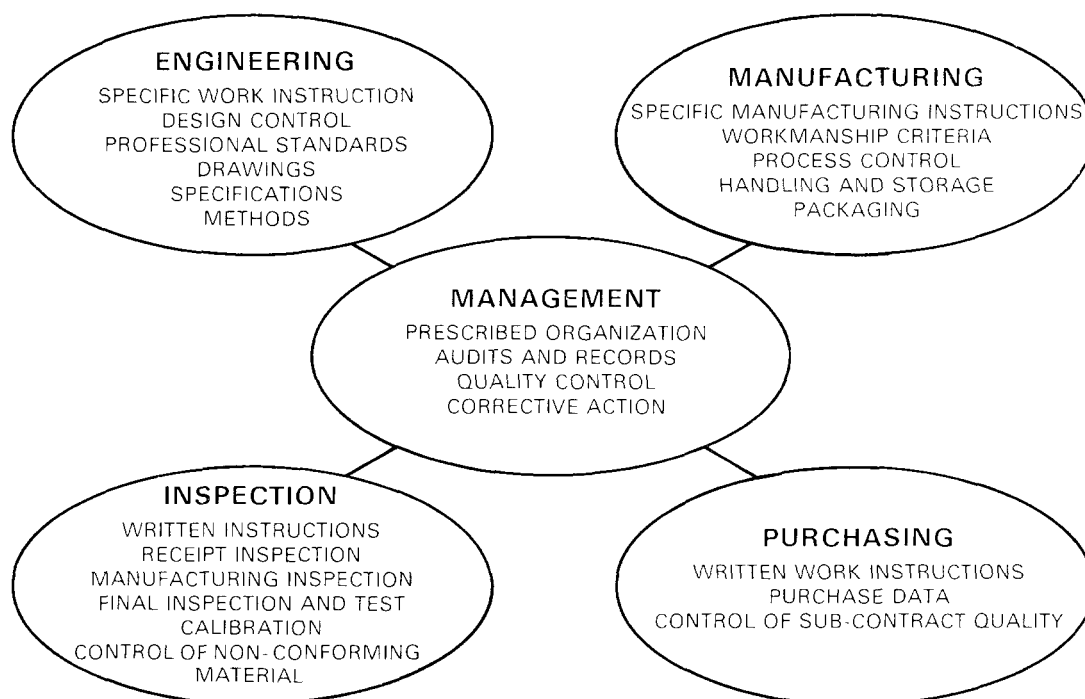 ENGINEERING
SPECIFIC WORK INSTRUCTION
DESIGN CONTROL
PROFESSIONAL STANDARDS
DRAWINGS
SPECIFICATIONS
METHODS
MANUFACTURING
SPECIFIC MANUFACTURING INSTRUCTIONS
WORKMANSHIP CRITERIA
PROCESS CONTROL
HANDLING AND STORAGE
PACKAGING
MANAGEMENT
PRESCRIBED ORGANIZATION
AUDITS AND RECORDS
QUALITY CONTROL
CORRECTIVE ACTION
INSPECTION
WRITTEN INSTRUCTIONS
RECEIPT INSPECTION
MANUFACTURING INSPECTION
FINAL INSPECTION AND TEST
CALIBRATION
CONTROL OF NON-CONFORMING
MATERIAL
PURCHASING
WRITTEN WORK INSTRUCTIONS
PURCHASE DATA
CONTROL OF SUB-CONTRACT QUALITY